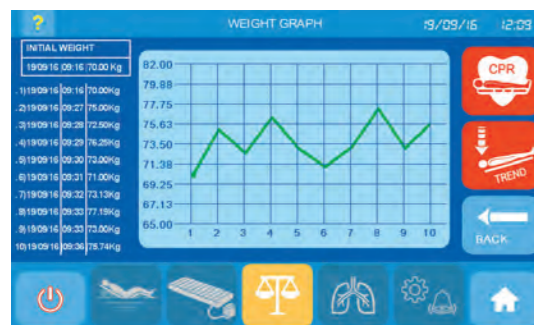 ?
WEIGHT GRAPH
19/09/16 12:09
INITIAL WEIGHT
19/09/16 09:16 70.00 Kg
.1)19/09/16 09:16 70.00Kg
.2)19/09/16 09:27 75.00Kg
.3)19/09/16 09:28 72.50Kg
.4)19/09/16 09:29 76.25Kg
.5)19/09/16 09:30 73.00Kg
.6)19/09/16 09:31 71.00Kg
.7)19/09/16 09:32 73.13Kg
.8)19/09/16 09:33 77.19Kg
.9)19/09/16 09:33 73.00Kg
10)19/09/16 09:36 75.74Kg
82.00
79.88
77.75
75.63
73.50
71.38
69.25
67.13
65.00
1 2 3 4 5 6 7 8 9 10
CPR
TREND
BACK